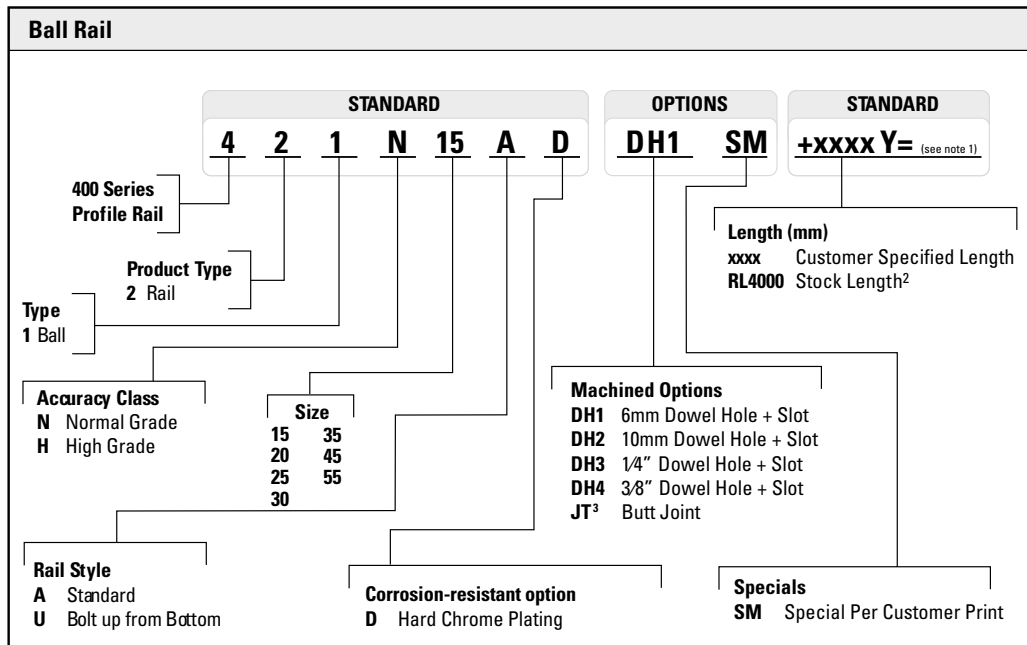 Ball Rail
STANDARD
OPTIONS
STANDARD
4 2 1 N 15 A D
DH1 SM
+xxxx Y= (see note 1)
400 Series
Profile Rail
Product Type
2 Rail
Type
1 Ball
Length (mm)
xxxx Customer Specified Length
RL4000 Stock Length²
Accuracy Class
N Normal Grade
H High Grade
Size
15 35
20 45
25 55
30
Machined Options
DH1 6mm Dowel Hole + Slot
DH2 10mm Dowel Hole + Slot
DH3 1⁄4” Dowel Hole + Slot
DH4 3⁄8” Dowel Hole + Slot
JT³ Butt Joint
Rail Style
A Standard
U Bolt up from Bottom
Corrosion-resistant option
D Hard Chrome Plating
Specials
SM Special Per Customer Print